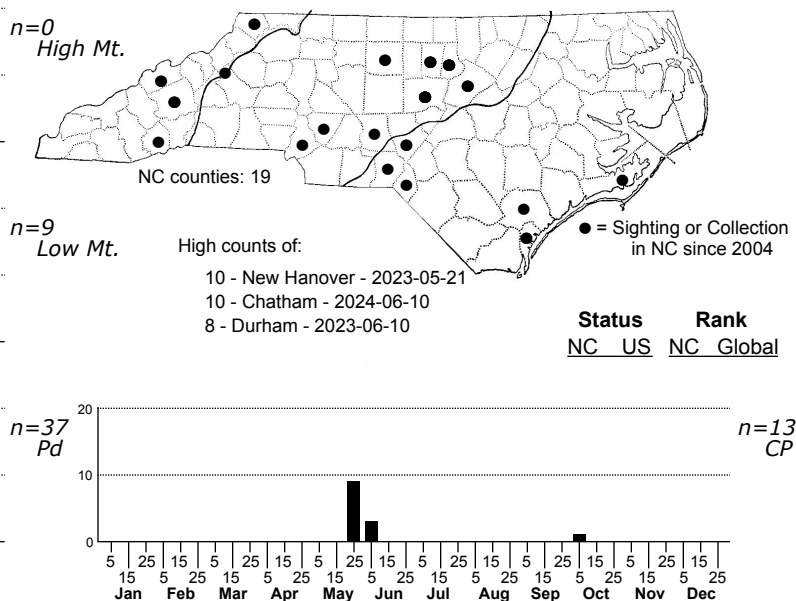 n=0
High Mt.
NC counties: 19
n=9
Low Mt.
● = Sighting or Collection
in NC since 2004
High counts of:
10 - New Hanover - 2023-05-21
10 - Chatham - 2024-06-10
8 - Durham - 2023-06-10
Status Rank
NC US NC Global
n=37
Pd
20
10
0
n=13
CP
5 25 15 5 25 15 5 25 15 5 25 15 5 25 15 5 25 15
15 5 25 15 5 25 15 5 25 15 5 25 15 5 25 15 5 25
Jan Feb Mar Apr May Jun Jul Aug Sep Oct Nov Dec